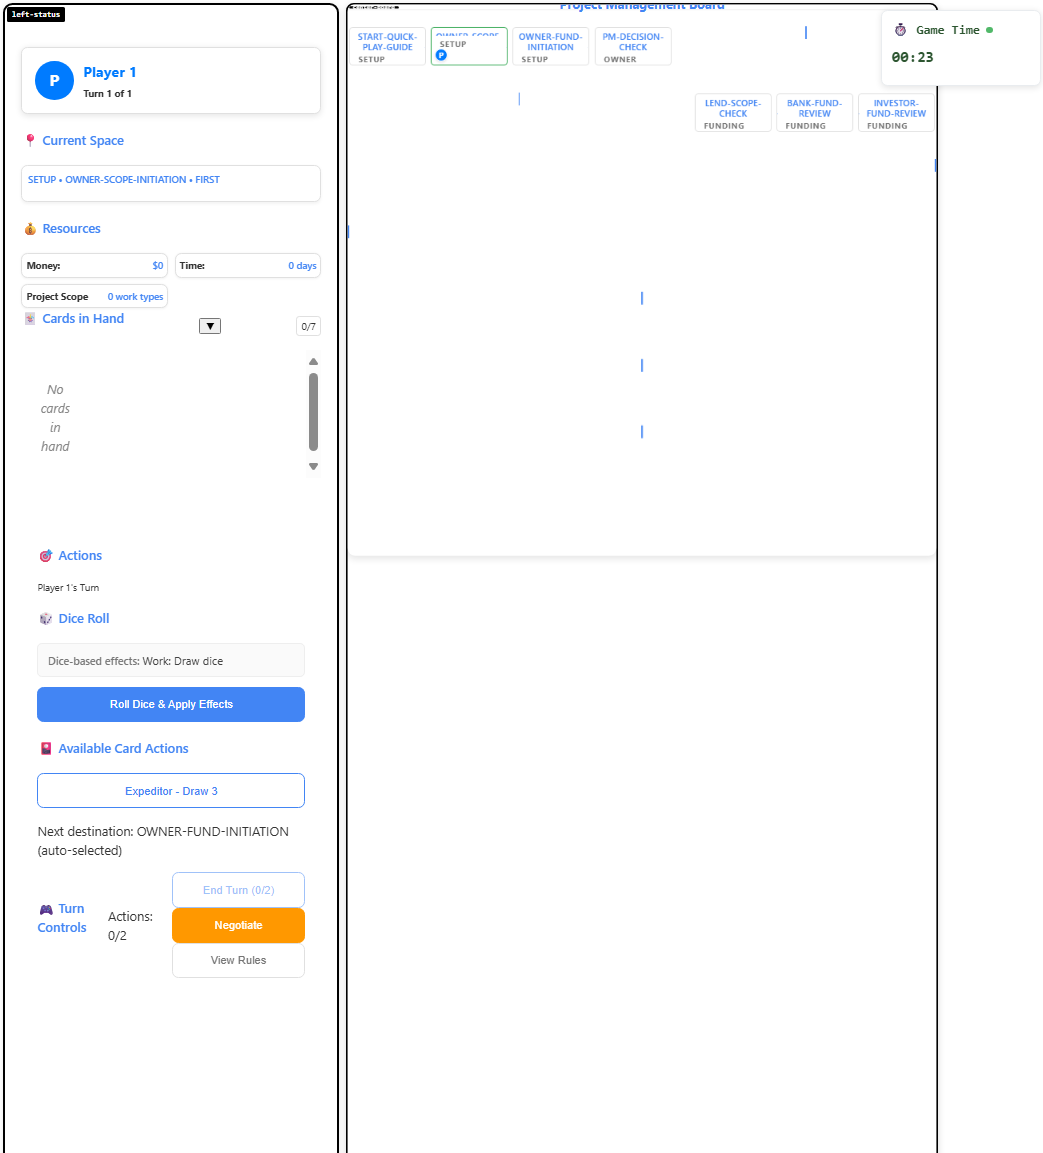 left-status
P
Player 1
Turn 1 of 1
Current Space
SETUP • OWNER-SCOPE-INITIATION • FIRST
Resources
Money: $0
Time: 0 days
Project Scope 0 work types
Cards in Hand
▼
0/7
No
cards
in
hand
Actions
Player 1's Turn
Dice Roll
Dice-based effects: Work: Draw dice
Roll Dice & Apply Effects
Available Card Actions
Expeditor - Draw 3
Next destination: OWNER-FUND-INITIATION
(auto-selected)
Turn
Controls
Actions:
0/2
End Turn (0/2)
Negotiate
View Rules
Project Management Board
START-QUICK-
PLAY-GUIDE
SETUP
OWNER-SCOPE-
SETUP
P
OWNER-FUND-
INITIATION
SETUP
PM-DECISION-
CHECK
OWNER
LEND-SCOPE-
CHECK
FUNDING
BANK-FUND-
REVIEW
FUNDING
INVESTOR-
FUND-REVIEW
FUNDING
Game Time
00:23